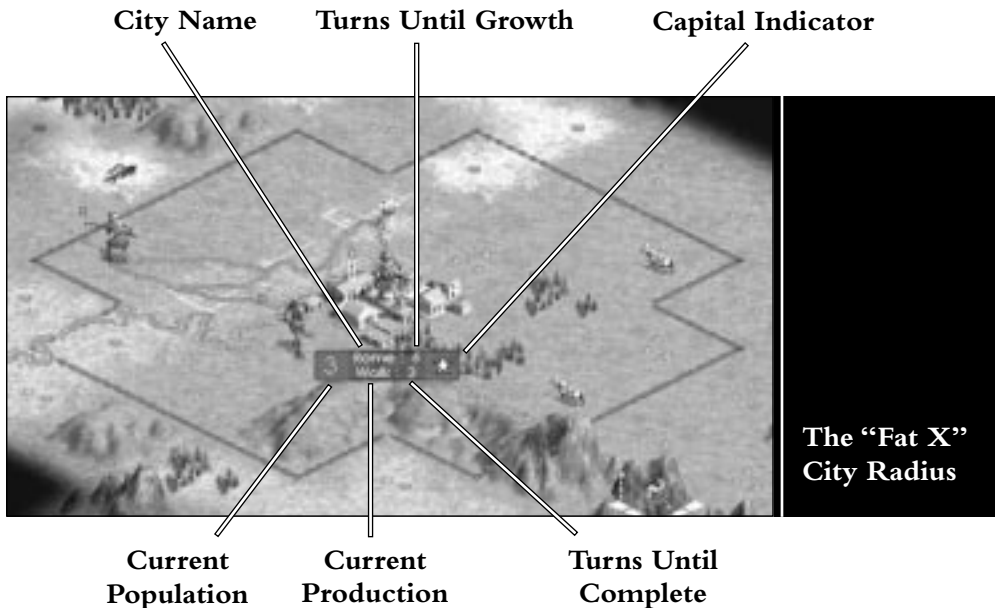 City Name
Turns Until Growth
Capital Indicator
3 Rome
The “Fat X”
City Radius
Current
Population
Current
Production
Turns Until
Complete